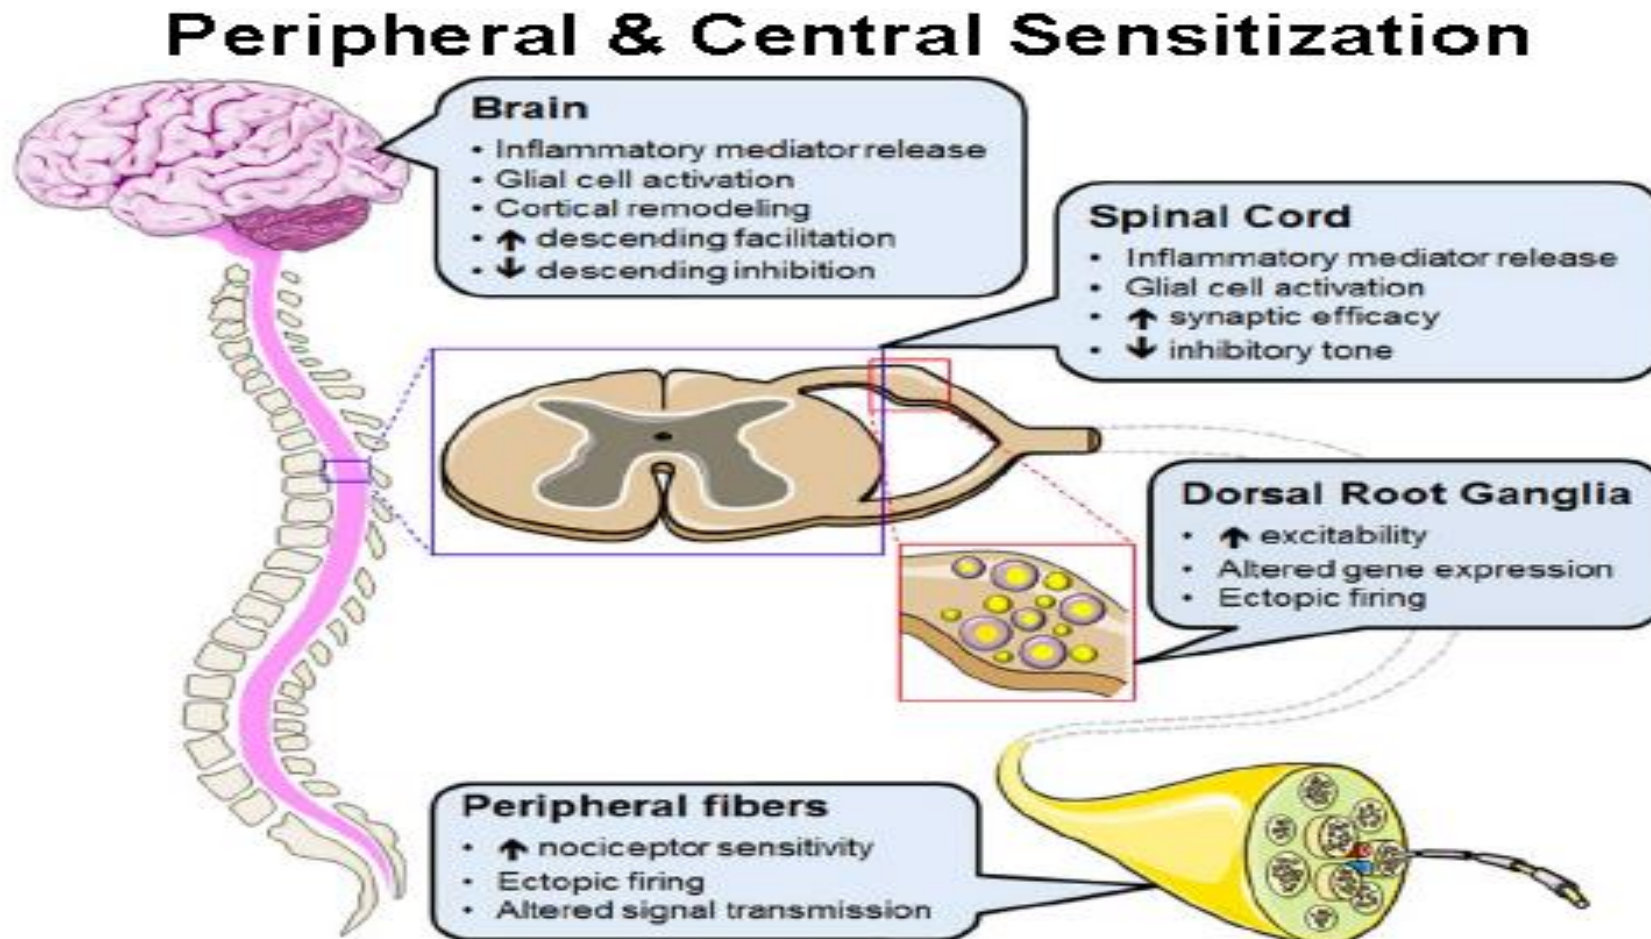 Peripheral & Central Sensitization
Brain
• Inflammatory mediator release
• Glial cell activation
• Cortical remodeling
• ↑ descending facilitation
• ↓ descending inhibition
Spinal Cord
• Inflammatory mediator release
• Glial cell activation
• ↑ synaptic efficacy
• ↓ inhibitory tone
Dorsal Root Ganglia
• ↑ excitability
• Altered gene expression
• Ectopic firing
Peripheral fibers
• ↑ nociceptor sensitivity
• Ectopic firing
• Altered signal transmission